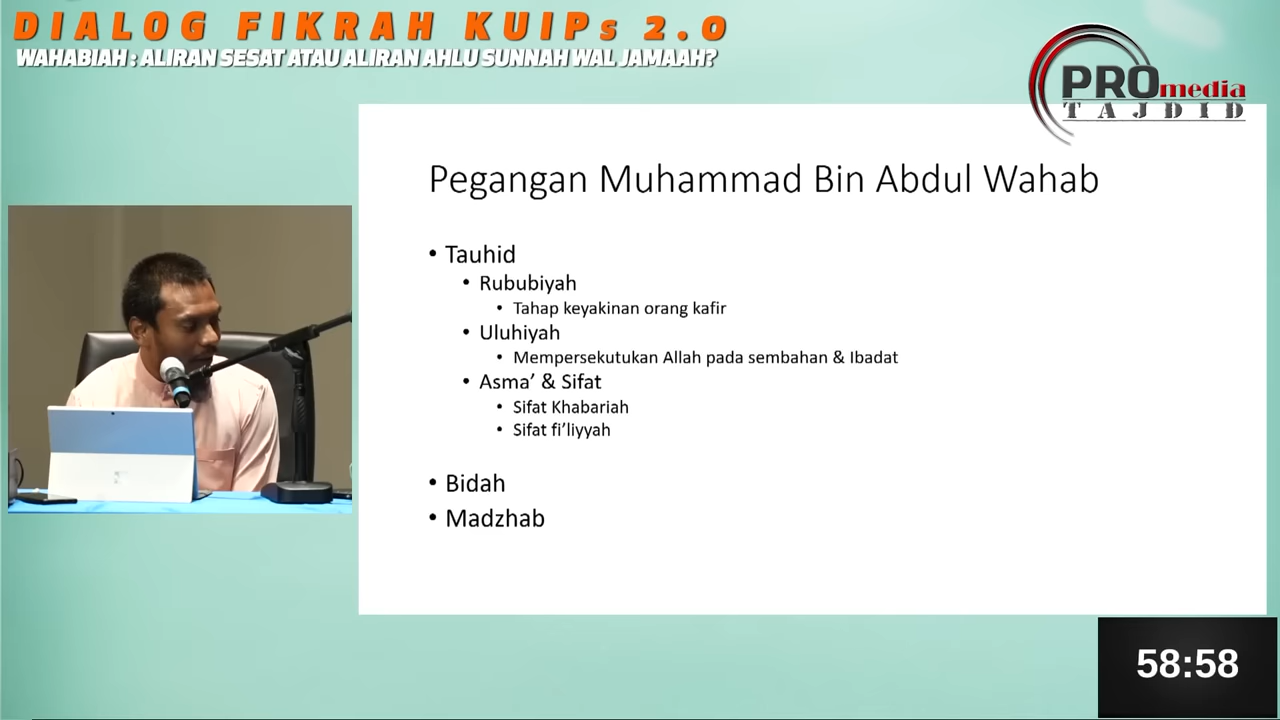 DIALOG FIKRAH KUIPs 2.0
WAHABIAH : ALIRAN SESAT ATAU ALIRAN AHLU SUNNAH WAL JAMAAH?
PROmedia
TAJDID
Pegangan Muhammad Bin Abdul Wahab
• Tauhid
• Rububiyah
• Tahap keyakinan orang kafir
• Uluhiyah
• Mempersekutukan Allah pada sembahan & Ibadat
• Asma’ & Sifat
• Sifat Khabariah
• Sifat fi’liyyah
• Bidah
• Madzhab
58:58